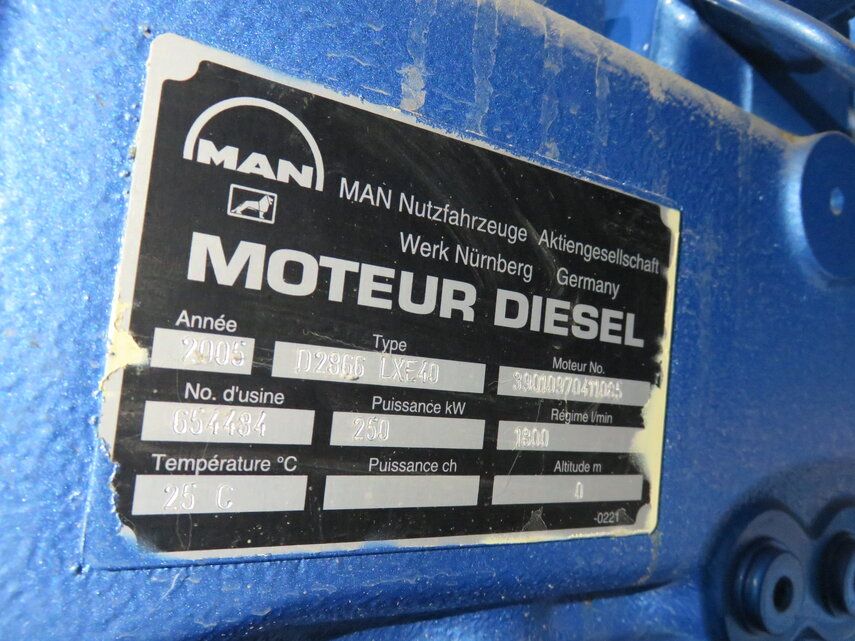 MAN
MAN Nutzfahrzeuge Aktiengesellschaft
Werk Nürnberg Germany
MOTEUR DIESEL
Année Type Moteur No.
2005 D2866 LXE40 39010970411085
No. d'usine Puissance kW Régime l/min
654484 250 1800
Température °C Puissance ch Altitude m
25 C 0
-0221